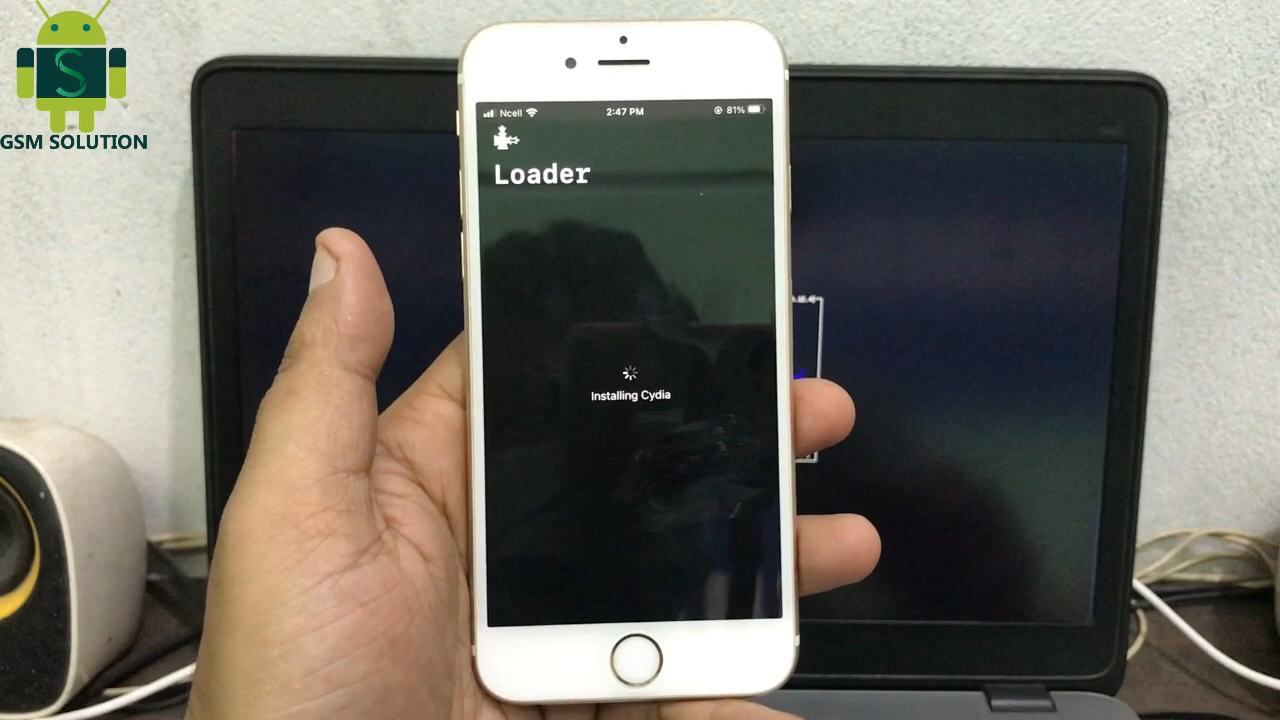 S
GSM SOLUTION
Ncell 2:47 PM 81%
Loader
Installing Cydia